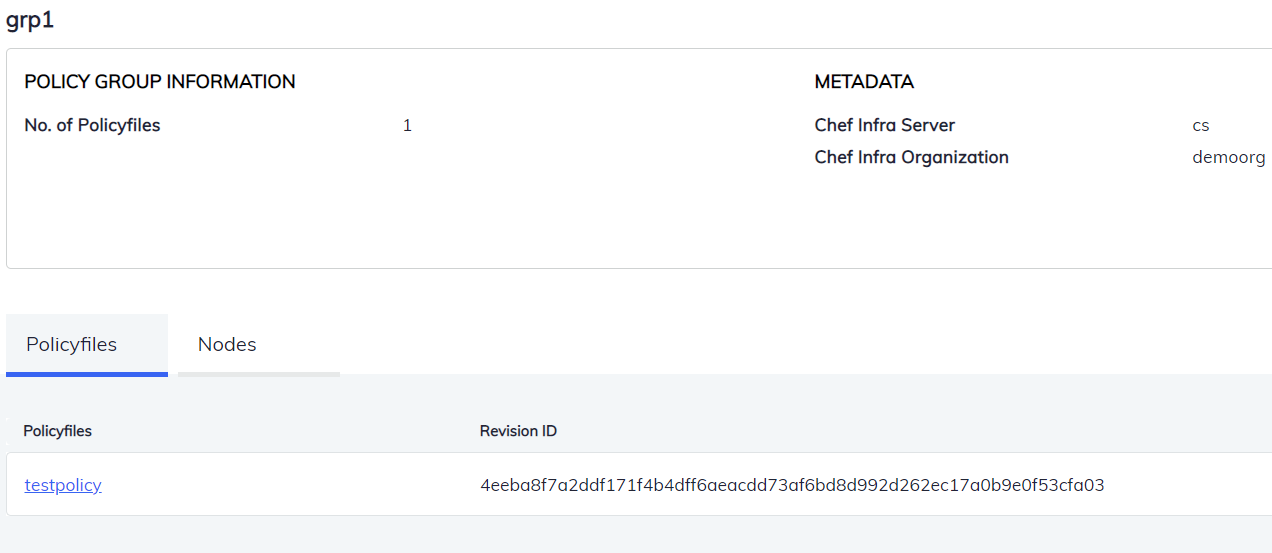 grp1
POLICY GROUP INFORMATION
No. of Policyfiles 1
METADATA
Chef Infra Server cs
Chef Infra Organization demoorg
Policyfiles Nodes
Policyfiles Revision ID
testpolicy 4eeba8f7a2ddf171f4b4dff6aeacdd73af6bd8d992d262ec17a0b9e0f53cfa03